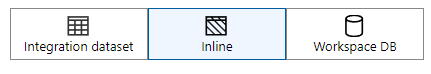 Integration dataset
Inline
Workspace DB